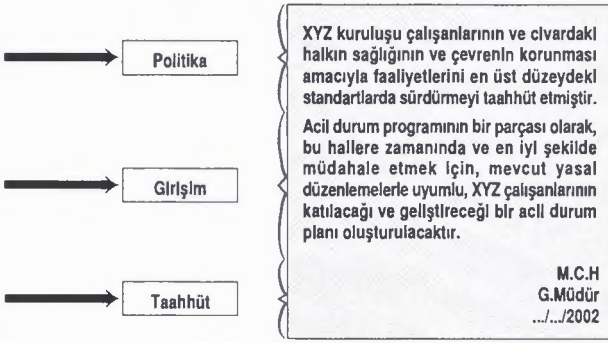 Politika
Girişim
Taahhüt
XYZ kuruluşu çalışanlarının ve civardaki
halkın sağlığının ve çevrenin korunması
amacıyla faaliyetlerini en üst düzeydeki
standartlarda sürdürmeyi taahhüt etmiştir.
Acil durum programının bir parçası olarak,
bu hallere zamanında ve en iyi şekilde
müdahale etmek için, mevcut yasal
düzenlemelerle uyumlu, XYZ çalışanlarının
katılacağı ve geliştireceği bir acil durum
planı oluşturulacaktır.
M.C.H
G.Müdür
.../.../2002